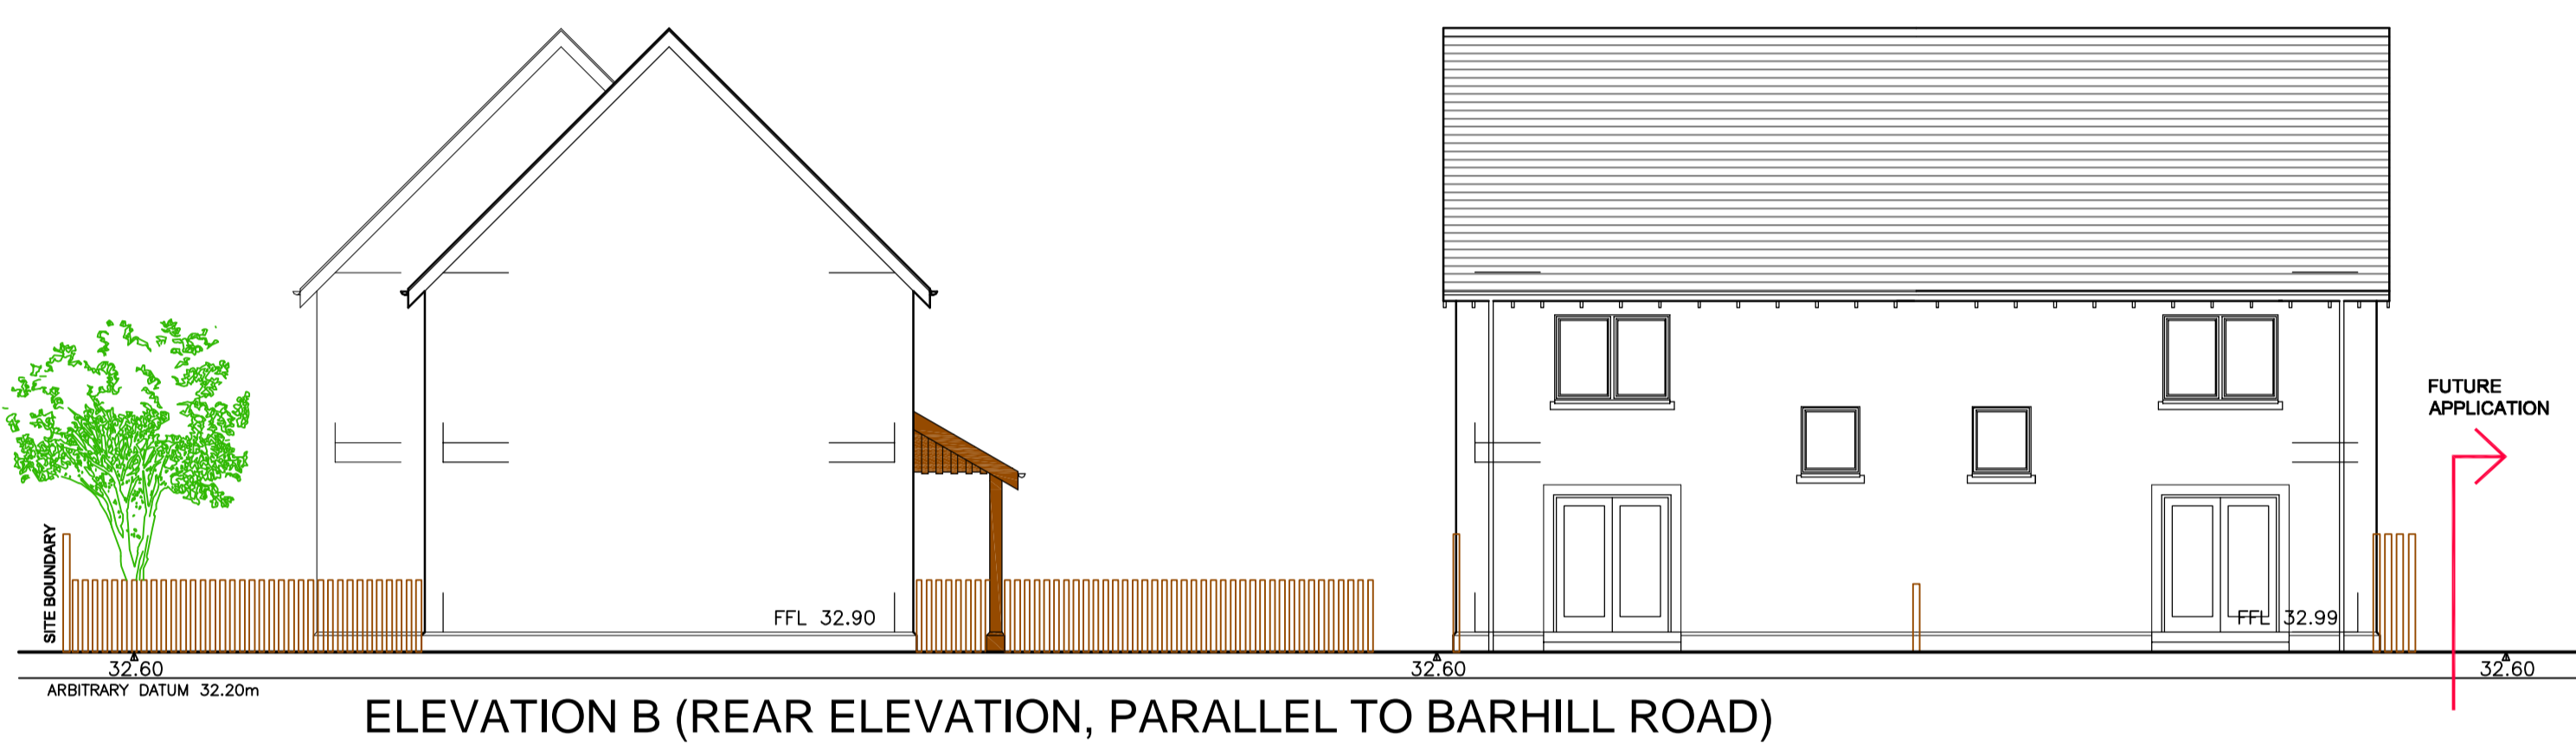 FUTURE
APPLICATION
SITE BOUNDARY
FFL 32.90
FFL 32.99
32.60
32.60
32.60
ARBITRARY DATUM 32.20m
ELEVATION B (REAR ELEVATION, PARALLEL TO BARHILL ROAD)